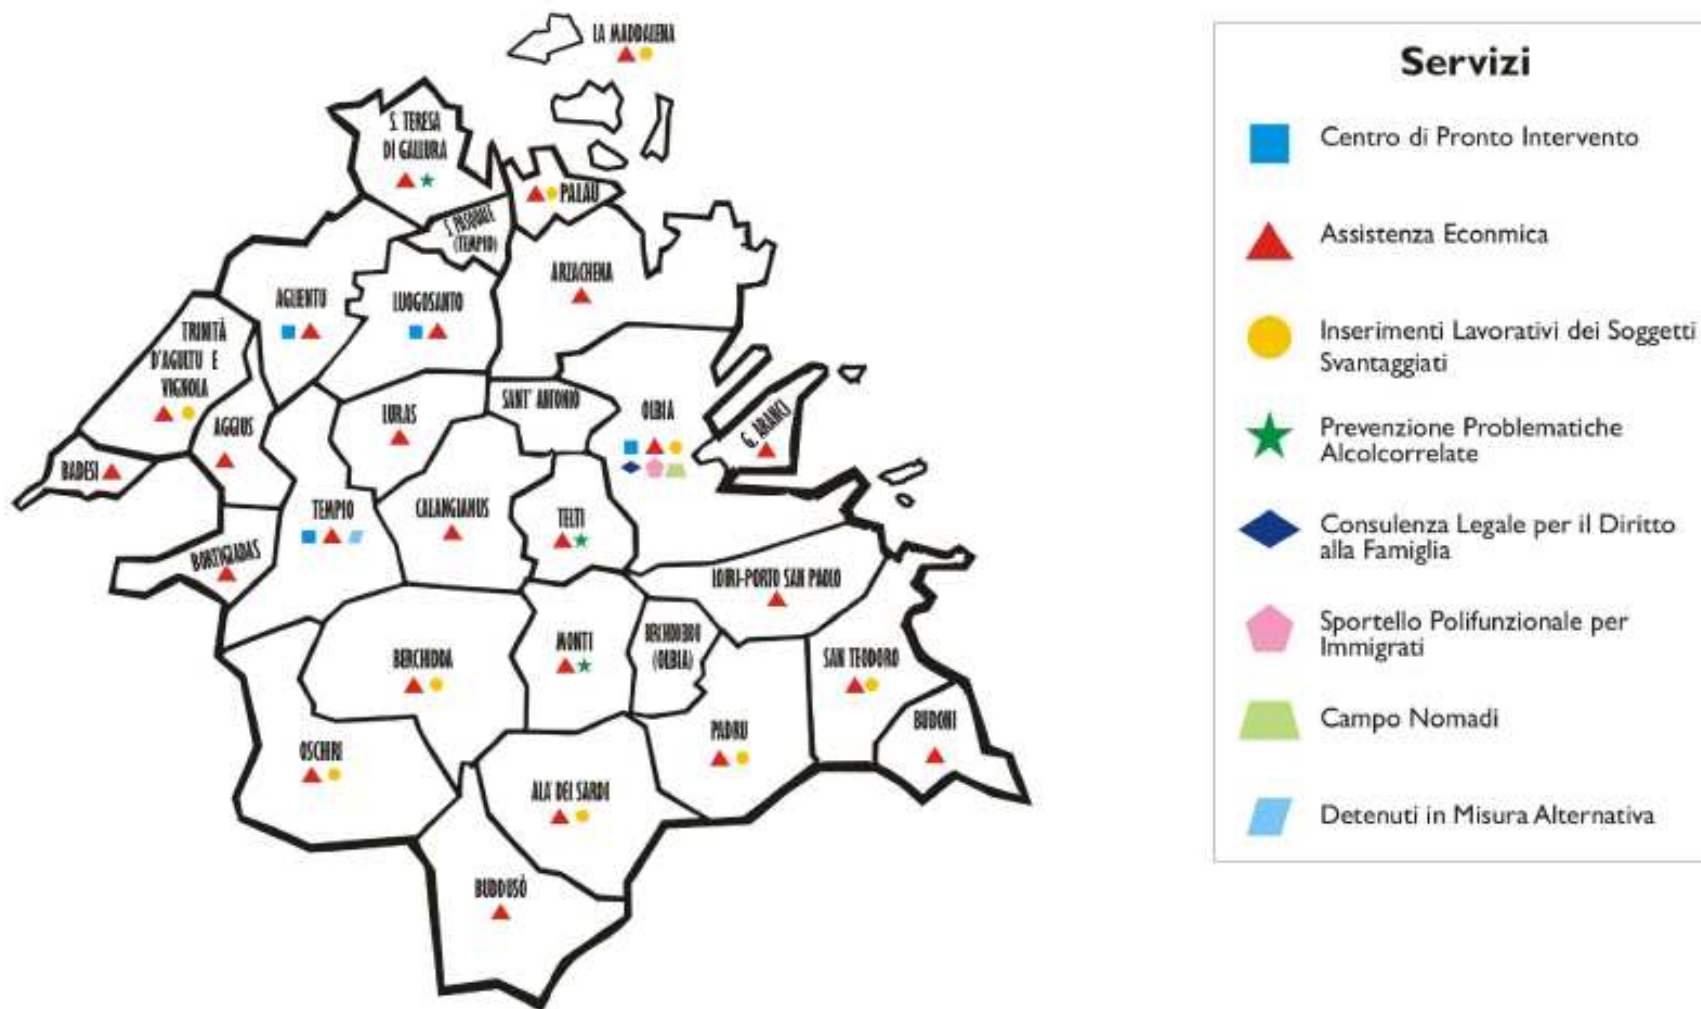 LA MADDALENA
S. TERESA
DI GALLURA
PALAU
S. PASQUALE
(TEMPIO)
ARZACHENA
AGLIENTU
LUOGOSANTO
TRINITÀ
D'AGULTU E
VIGNOLA
SANT' ANTONIO
LURAS
OLBIA
G. ARANCI
AGGIUS
BADESI
TEMPIO
CALANGIANUS
TELTI
BORTIGIADAS
LOIRI-PORTO SAN PAOLO
BERCHIDDA
MONTI
BERCHIDDEDDU
(OLBIA)
SAN TEODORO
BUDONI
PADRU
OSCHIRI
ALA' DEI SARDI
BUDDUSÒ
Servizi
Centro di Pronto Intervento
Assistenza Econmica
Inserimenti Lavorativi dei Soggetti
Svantaggiati
Prevenzione Problematiche
Alcolcorrelate
Consulenza Legale per il Diritto
alla Famiglia
Sportello Polifunzionale per
Immigrati
Campo Nomadi
Detenuti in Misura Alternativa